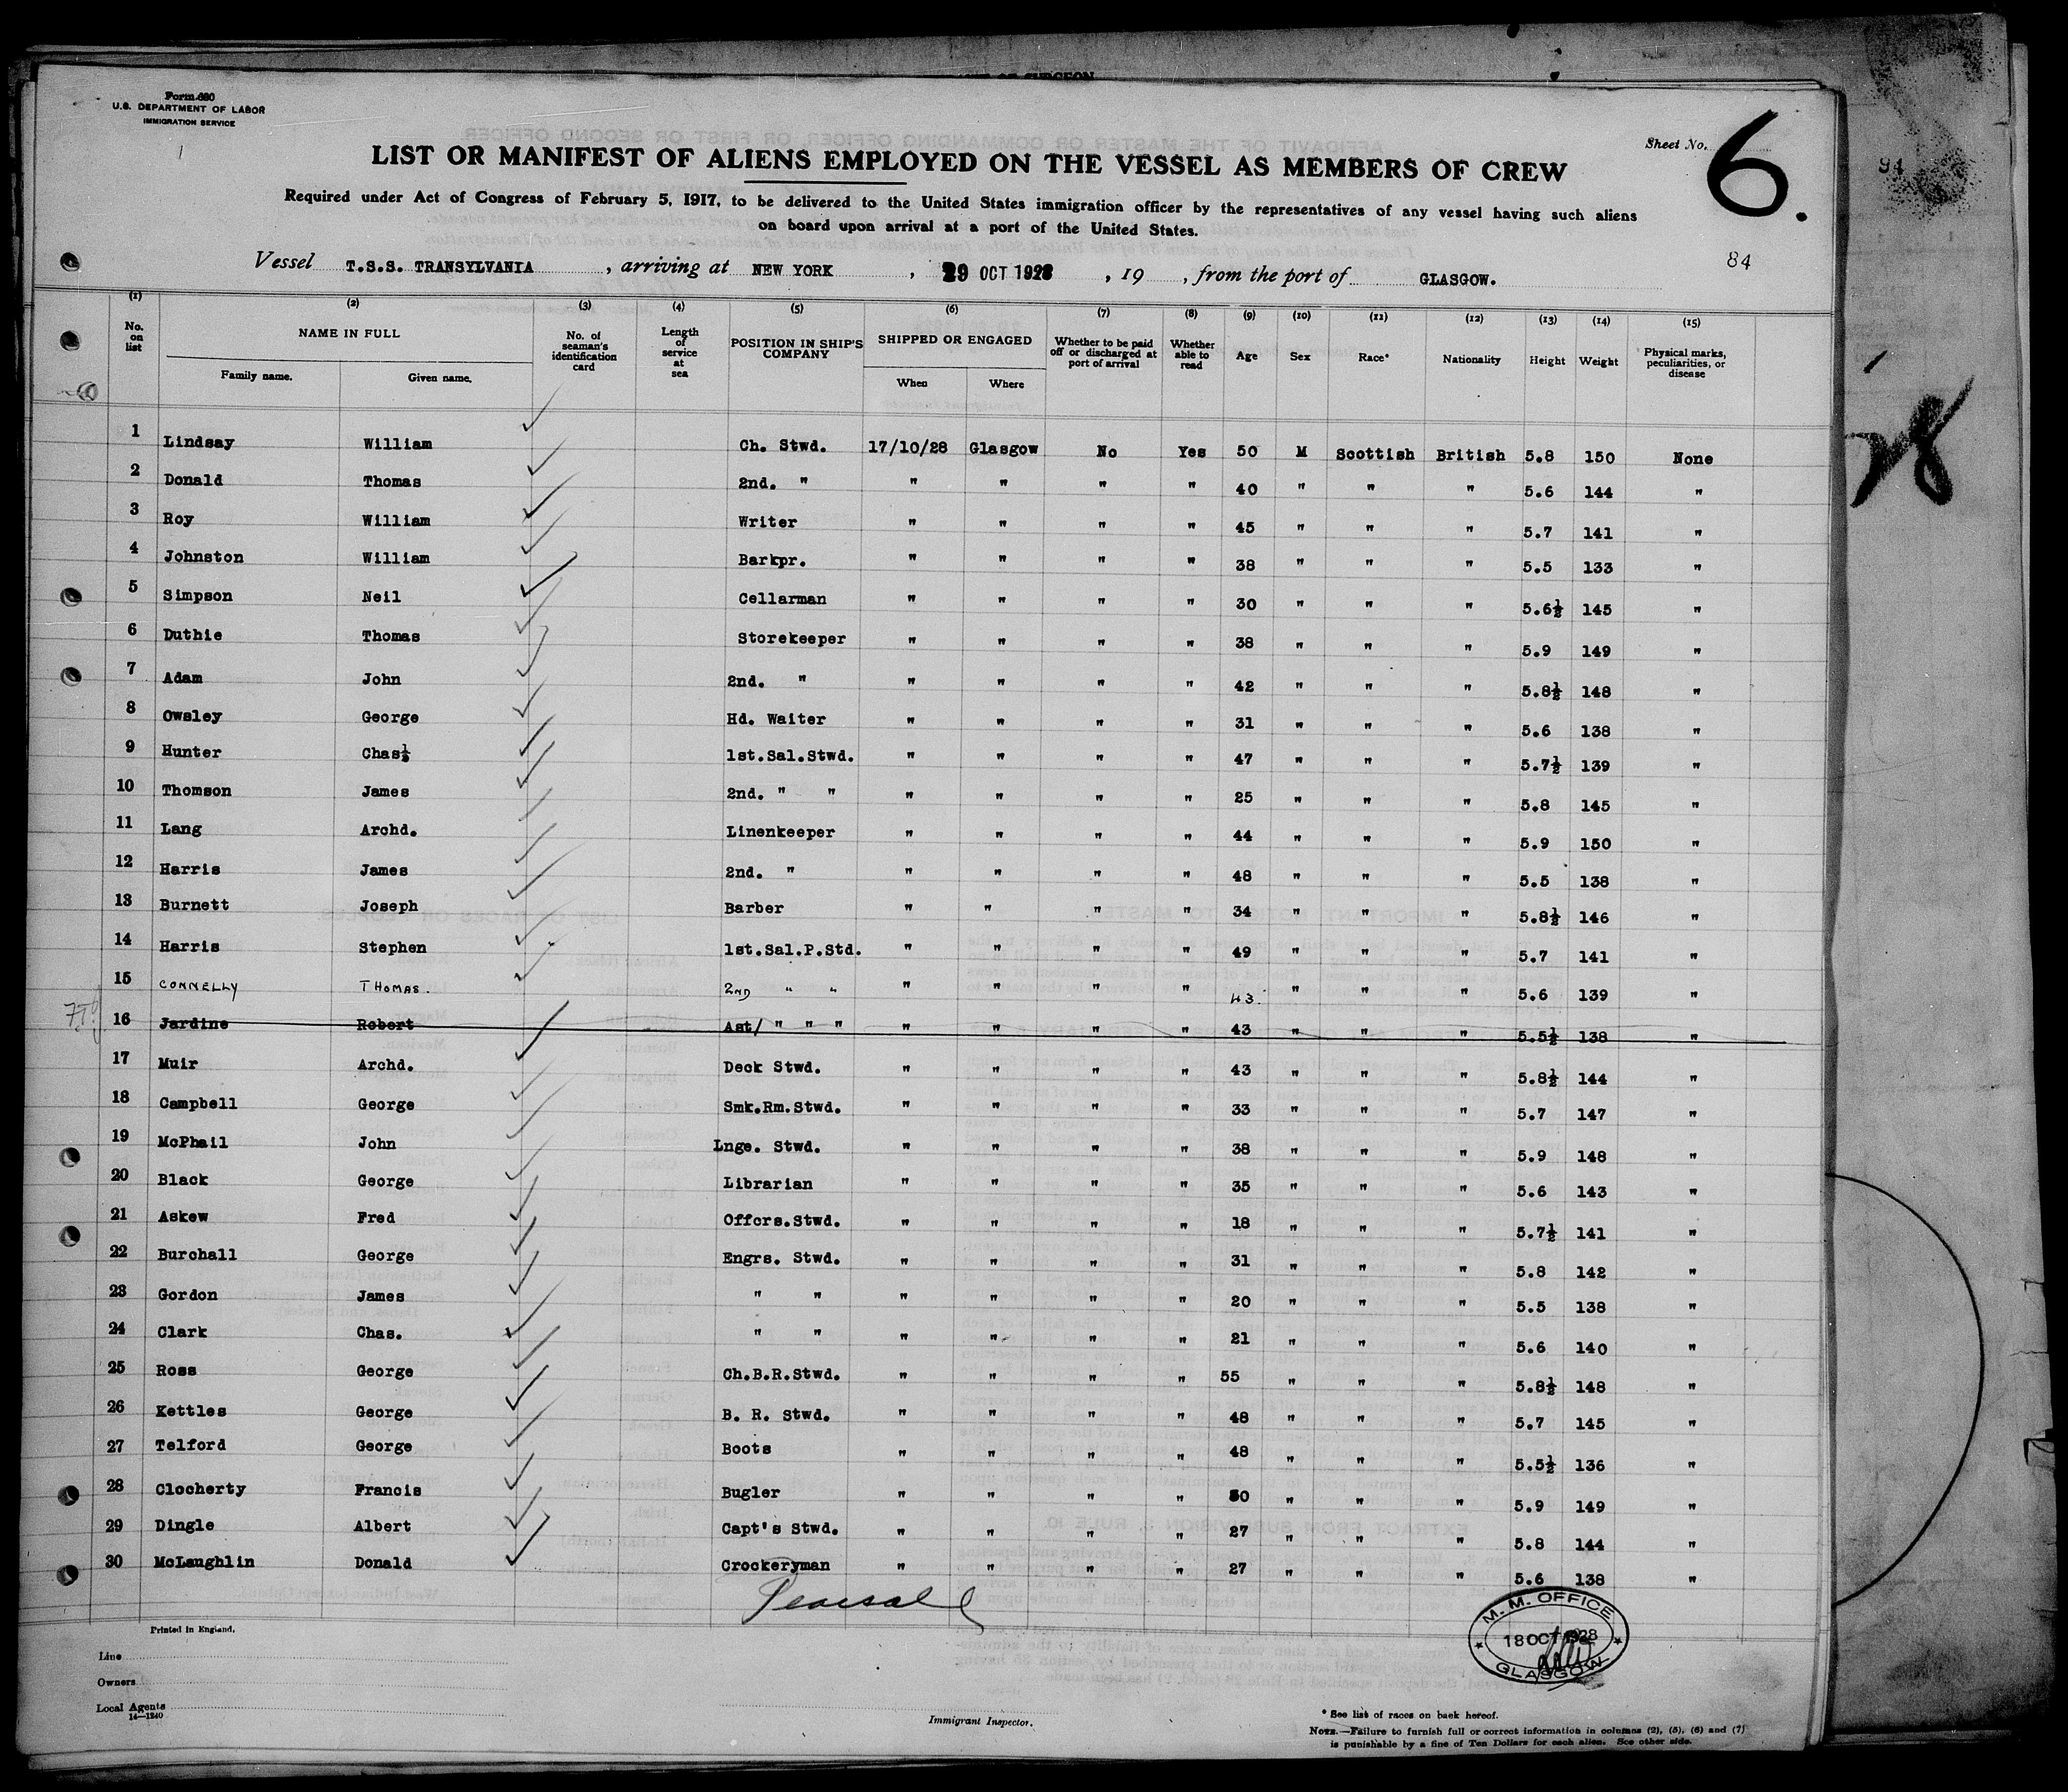 Form 680
U.S. DEPARTMENT OF LABOR
IMMIGRATION SERVICE
Sheet No. 6.
LIST OR MANIFEST OF ALIENS EMPLOYED ON THE VESSEL AS MEMBERS OF CREW
Required under Act of Congress of February 5, 1917, to be delivered to the United States immigration officer by the representatives of any vessel having such aliens
on board upon arrival at a port of the United States.
84
Vessel T.S.S. TRANSYLVANIA , arriving at NEW YORK , 29 OCT 1928 , 19 , from the port of GLASGOW.
(1) (2) (3) (4) (5) (6) (7) (8) (9) (10) (11) (12) (13) (14) (15)
No. on list NAME IN FULL Family name. Given name. No. of seaman's identification card Length of service at sea POSITION IN SHIP'S COMPANY SHIPPED OR ENGAGED When Where Whether to be paid off or discharged at port of arrival Whether able to read Age Sex Race* Nationality Height Weight Physical marks, peculiarities, or disease
1 Lindsay William Ch. Stwd. 17/10/28 Glasgow No Yes 50 M Scottish British 5.8 150 None
2 Donald Thomas 2nd. " " " " " 40 " " " 5.6 144 "
3 Roy William Writer " " " " 45 " " " 5.7 141 "
4 Johnston William Barkpr. " " " " 38 " " " 5.5 133 "
5 Simpson Neil Cellarman " " " " 30 " " " 5.6½ 145 "
6 Duthie Thomas Storekeeper " " " " 38 " " " 5.9 149 "
7 Adam John 2nd. " " " " " 42 " " " 5.8½ 148 "
8 Owsley George Hd. Waiter " " " " 31 " " " 5.6 138 "
9 Hunter Chas½ 1st.Sal.Stwd. " " " " 47 " " " 5.7½ 139 "
10 Thomson James 2nd. " " " " " " 25 " " " 5.8 145 "
11 Lang Archd. Linenkeeper " " " " 44 " " " 5.9 150 "
12 Harris James 2nd. " " " " " 48 " " " 5.5 138 "
13 Burnett Joseph Barber " " " " 34 " " " 5.8½ 146 "
14 Harris Stephen 1st.Sal.P.Std. " " " " 49 " " " 5.7 141 "
15 CONNELLY THOMAS. 2ND " " " " " " 43. " " " 5.6 139 "
16 Jardine Robert Ast/ " " " " " " " 43 " " " 5.5½ 138 "
17 Muir Archd. Deck Stwd. " " " " 43 " " " 5.8½ 144 "
18 Campbell George Smk.Rm.Stwd. " " " " 33 " " " 5.7 147 "
19 McPhail John Lnge. Stwd. " " " " 38 " " " 5.9 148 "
20 Black George Librarian " " " " 35 " " " 5.6 143 "
21 Askew Fred Offcrs.Stwd. " " " " 18 " " " 5.7½ 141 "
22 Burchall George Engrs. Stwd. " " " " 31 " " " 5.8 142 "
23 Gordon James " " " " " " 20 " " " 5.5 138 "
24 Clark Chas. " " " " " " 21 " " " 5.6 140 "
25 Ross George Ch.B.R.Stwd. " " " " 55 " " " 5.8½ 148 "
26 Kettles George B. R. Stwd. " " " " 48 " " " 5.7 145 "
27 Telford George Boots " " " " 48 " " " 5.5½ 136 "
28 Clocherty Francis Bugler " " " " 50 " " " 5.9 149 "
29 Dingle Albert Capt's Stwd. " " " " 27 " " " 5.8 144 "
30 McLaughlin Donald Crockeryman " " " " 27 " " " 5.6 138 "
Pearsall
M. M. OFFICE
18 OCT 1928
GLASGOW
Printed in England.
Line
Owners
Local Agents
14—1240
Immigrant Inspector.
* See list of races on back hereof.
NOTE.—Failure to furnish full or correct information in columns (2), (5), (6) and (7)
is punishable by a fine of Ten Dollars for each alien. See other side.